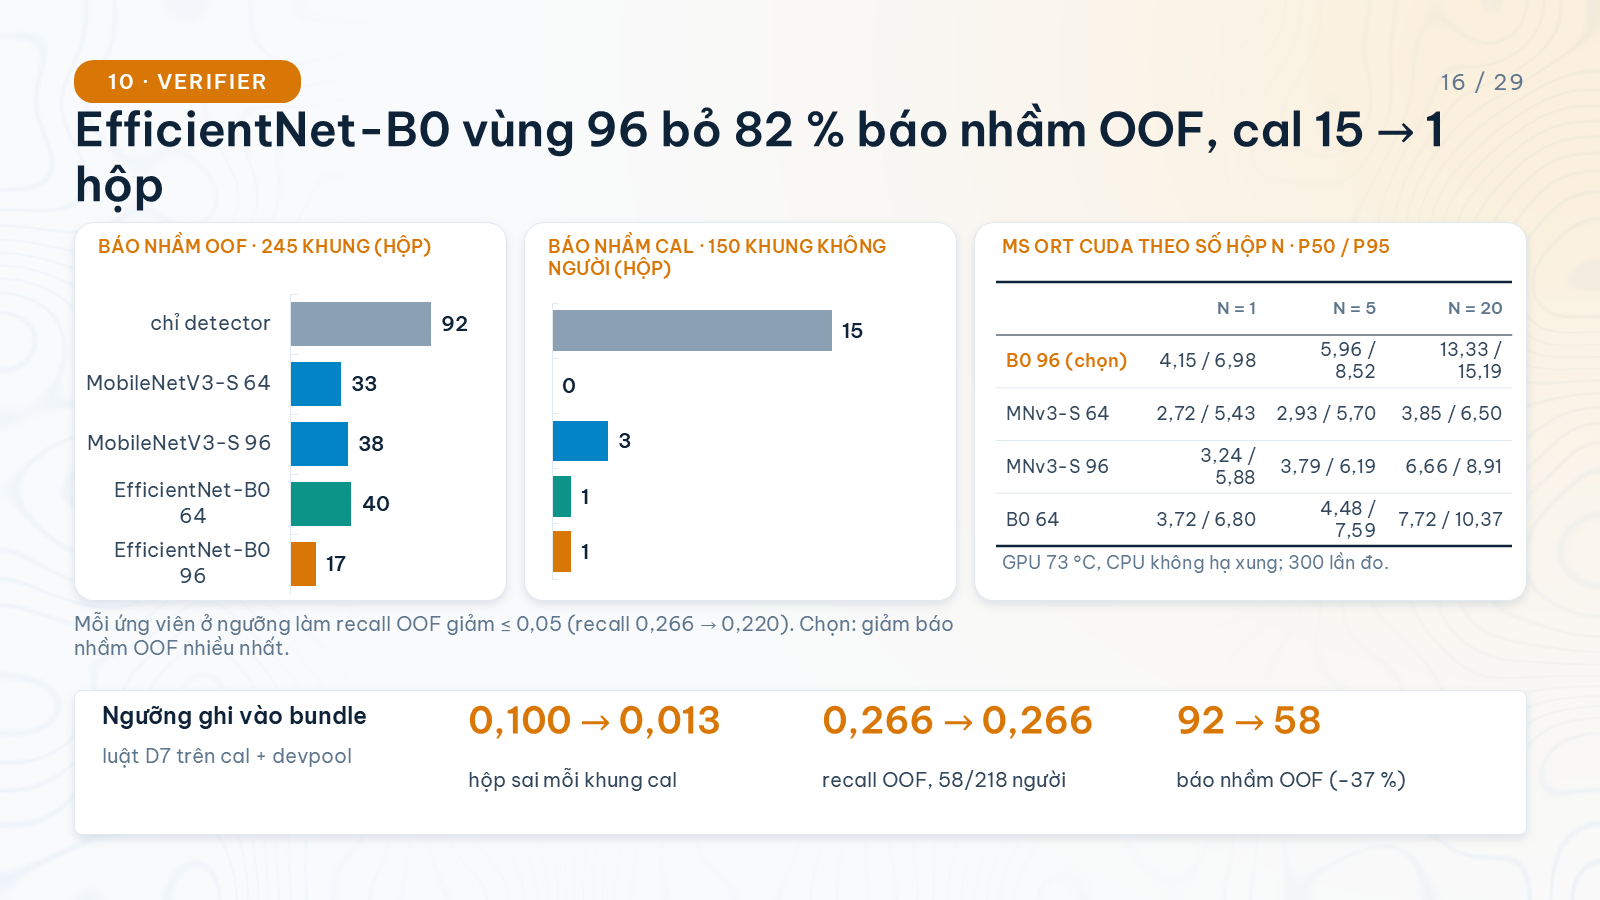 10 · VERIFIER
16 / 29
EfficientNet-B0 vùng 96 bỏ 82 % báo nhầm OOF, cal 15 → 1
hộp
BÁO NHẦM OOF · 245 KHUNG (HỘP)
chỉ detector
92
MobileNetV3-S 64
33
MobileNetV3-S 96
38
EfficientNet-B0
64
40
EfficientNet-B0
96
17
BÁO NHẦM CAL · 150 KHUNG KHÔNG
NGƯỜI (HỘP)
15
0
3
1
1
MS ORT CUDA THEO SỐ HỘP N · P50 / P95
N = 1 N = 5 N = 20
B0 96 (chọn) 4,15 / 6,98 5,96 / 8,52 13,33 / 15,19
MNv3-S 64 2,72 / 5,43 2,93 / 5,70 3,85 / 6,50
MNv3-S 96 3,24 / 5,88 3,79 / 6,19 6,66 / 8,91
B0 64 3,72 / 6,80 4,48 / 7,59 7,72 / 10,37
GPU 73 °C, CPU không hạ xung; 300 lần đo.
Mỗi ứng viên ở ngưỡng làm recall OOF giảm ≤ 0,05 (recall 0,266 → 0,220). Chọn: giảm báo
nhầm OOF nhiều nhất.
Ngưỡng ghi vào bundle
luật D7 trên cal + devpool
0,100 → 0,013
hộp sai mỗi khung cal
0,266 → 0,266
recall OOF, 58/218 người
92 → 58
báo nhầm OOF (−37 %)